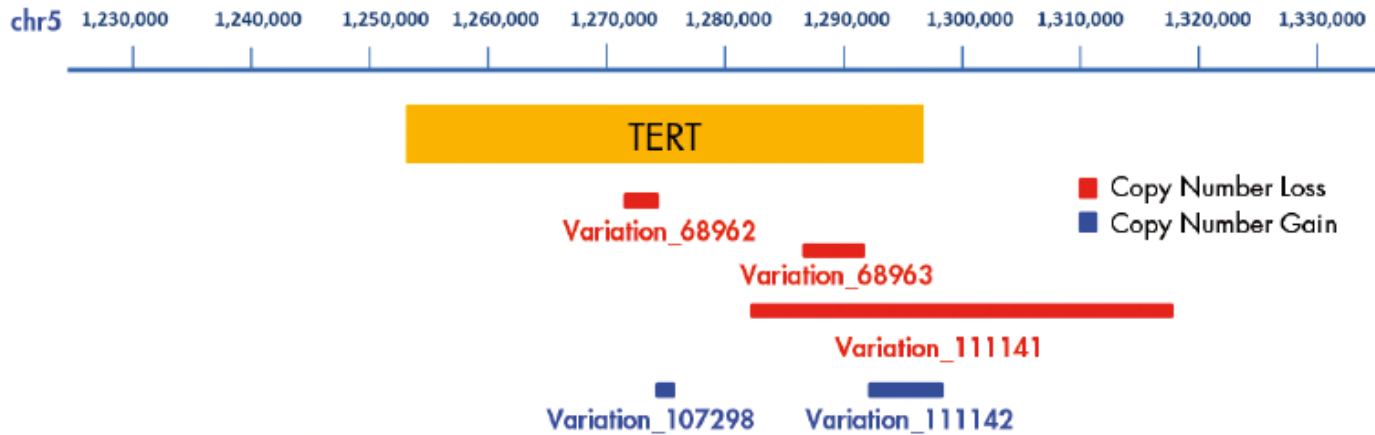 chr5 1,230,000 1,240,000 1,250,000 1,260,000 1,270,000 1,280,000 1,290,000 1,300,000 1,310,000 1,320,000 1,330,000
TERT
Copy Number Loss
Copy Number Gain
Variation_68962
Variation_68963
Variation_111141
Variation_107298 Variation_111142